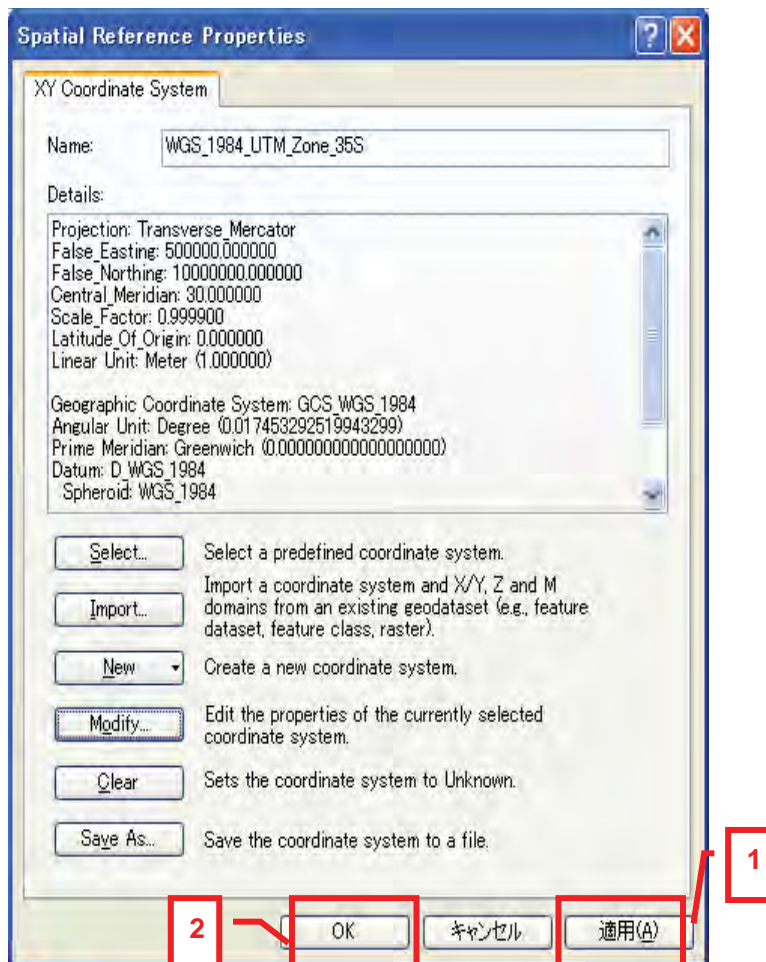 Spatial Reference Properties
XY Coordinate System
Name: WGS_1984_UTM_Zone_35S
Details:
Projection: Transverse_Mercator
False_Easting: 500000.000000
False_Northing: 10000000.000000
Central_Meridian: 30.000000
Scale_Factor: 0.999900
Latitude_Of_Origin: 0.000000
Linear Unit: Meter (1.000000)
Geographic Coordinate System: GCS_WGS_1984
Angular Unit: Degree (0.017453292519943299)
Prime Meridian: Greenwich (0.000000000000000000)
Datum: D_WGS_1984
Spheroid: WGS_1984
Select... Select a predefined coordinate system.
Import... Import a coordinate system and X/Y, Z and M
domains from an existing geodataset (e.g., feature
dataset, feature class, raster).
New Create a new coordinate system.
Modify... Edit the properties of the currently selected
coordinate system.
Clear Sets the coordinate system to Unknown.
Save As... Save the coordinate system to a file.
1
2 OK キャンセル 適用(A)